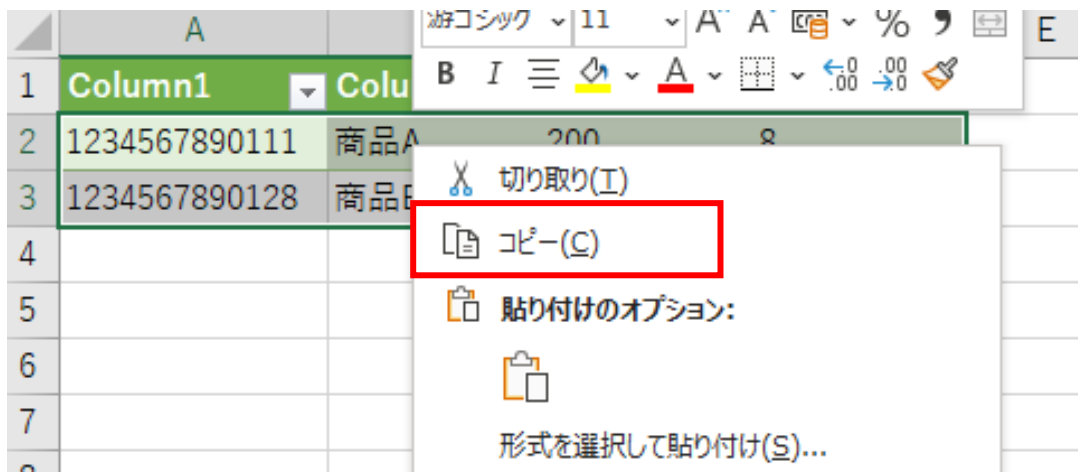 游ゴシック 11 A A %
A E
B I A .00 .00
1 Column1 Colu
2 1234567890111 商品A 200 8
3 1234567890128 商品
切り取り(T)
コピー(C)
4
貼り付けのオプション:
5
6
7
形式を選択して貼り付け(S)...